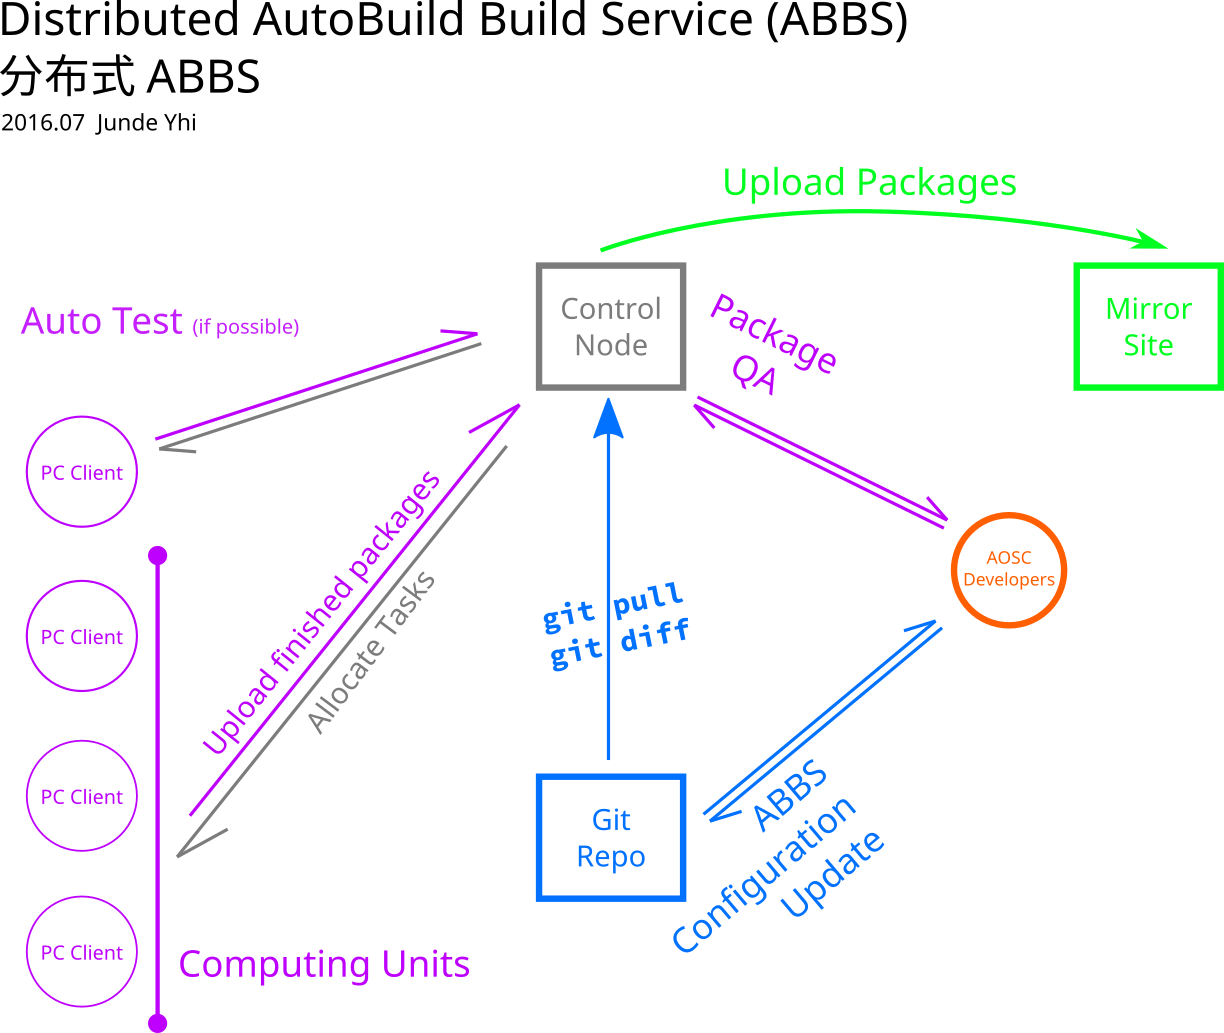 Distributed AutoBuild Build Service (ABBS)
分布式 ABBS
2016.07 Junde Yhi
Upload Packages
Control
Node
Mirror
Site
Auto Test (if possible)
Package
QA
PC Client
Upload finished packages
Allocate Tasks
git pull
git diff
AOSC
Developers
PC Client
PC Client
Git
Repo
ABBS
Configuration
Update
PC Client
Computing Units